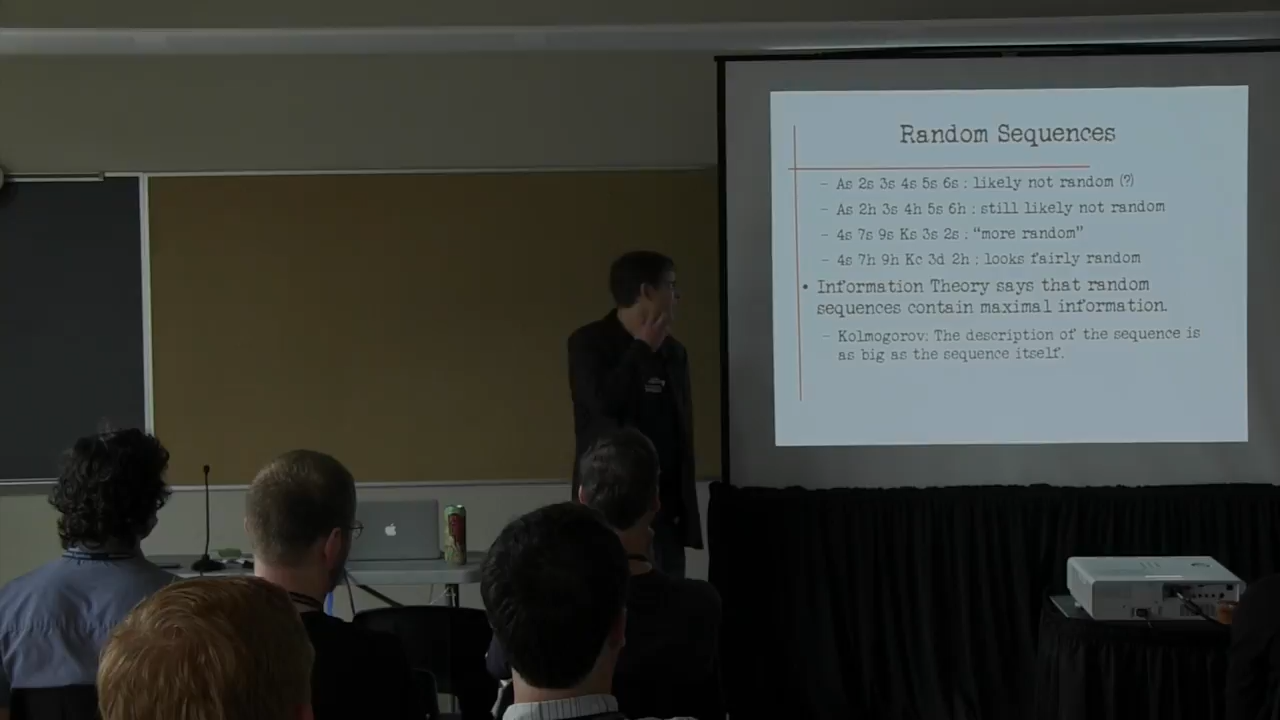 Random Sequences
– As 2s 3s 4s 5s 6s : likely not random (?)
– As 2h 3s 4h 5s 6h : still likely not random
– 4s 7s 9s Ks 3s 2s : “more random”
– 4s 7h 9h Kc 3d 2h : looks fairly random
• Information Theory says that random
sequences contain maximal information.
– Kolmogorov: The description of the sequence is
as big as the sequence itself.